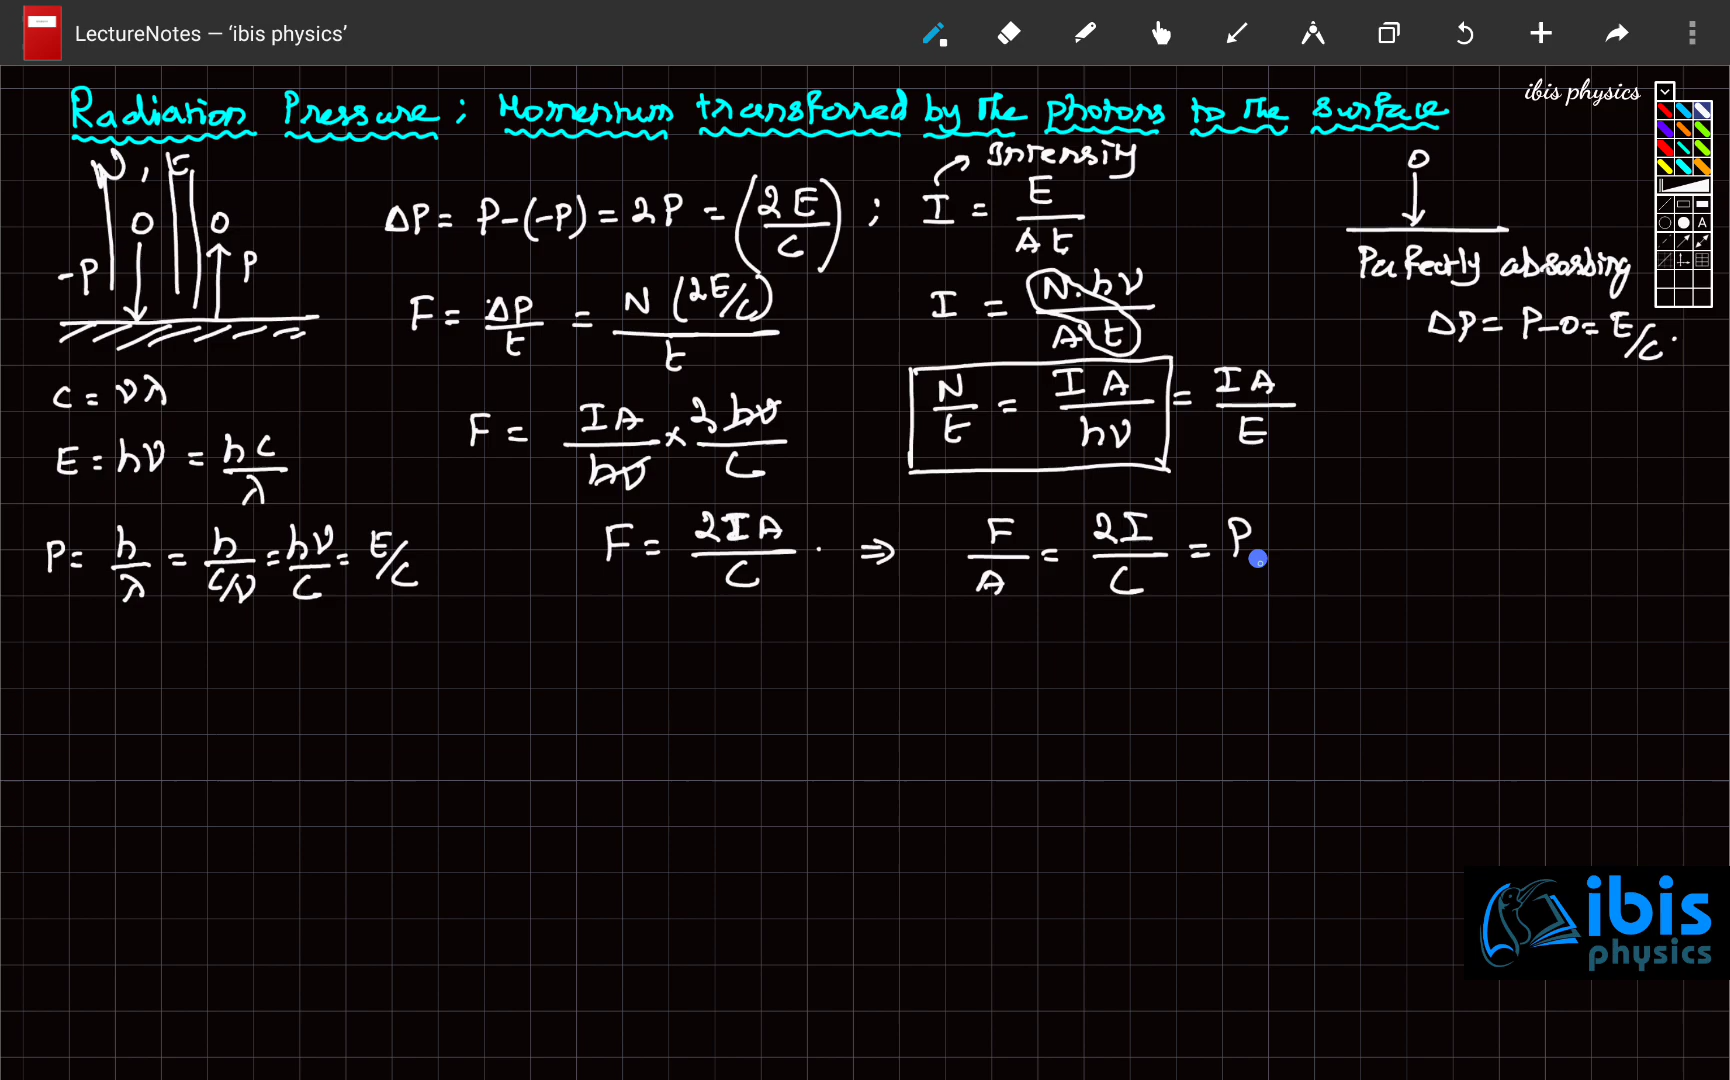 LectureNotes — ‘ibis physics’
ibis physics
Radiation Pressure ; Momentum transferred by the photons to the surface
N, E
-P P
ΔP = P-(-P) = 2P = (2E/C) ;
F = ΔP/t = N (2E/C)/t
F = IA/hν × 2hν/C
F = 2IA/C . ⇒ F/A = 2I/C = P
Intensity
I = E/At
I = N.hν/At
N/t = IA/hν = IA/E
Perfectly absorbing
ΔP = P-0 = E/C.
C = νλ
E = hν = hc/λ
P = h/λ = h/C/ν = hν/C = E/C
A
ibis
physics